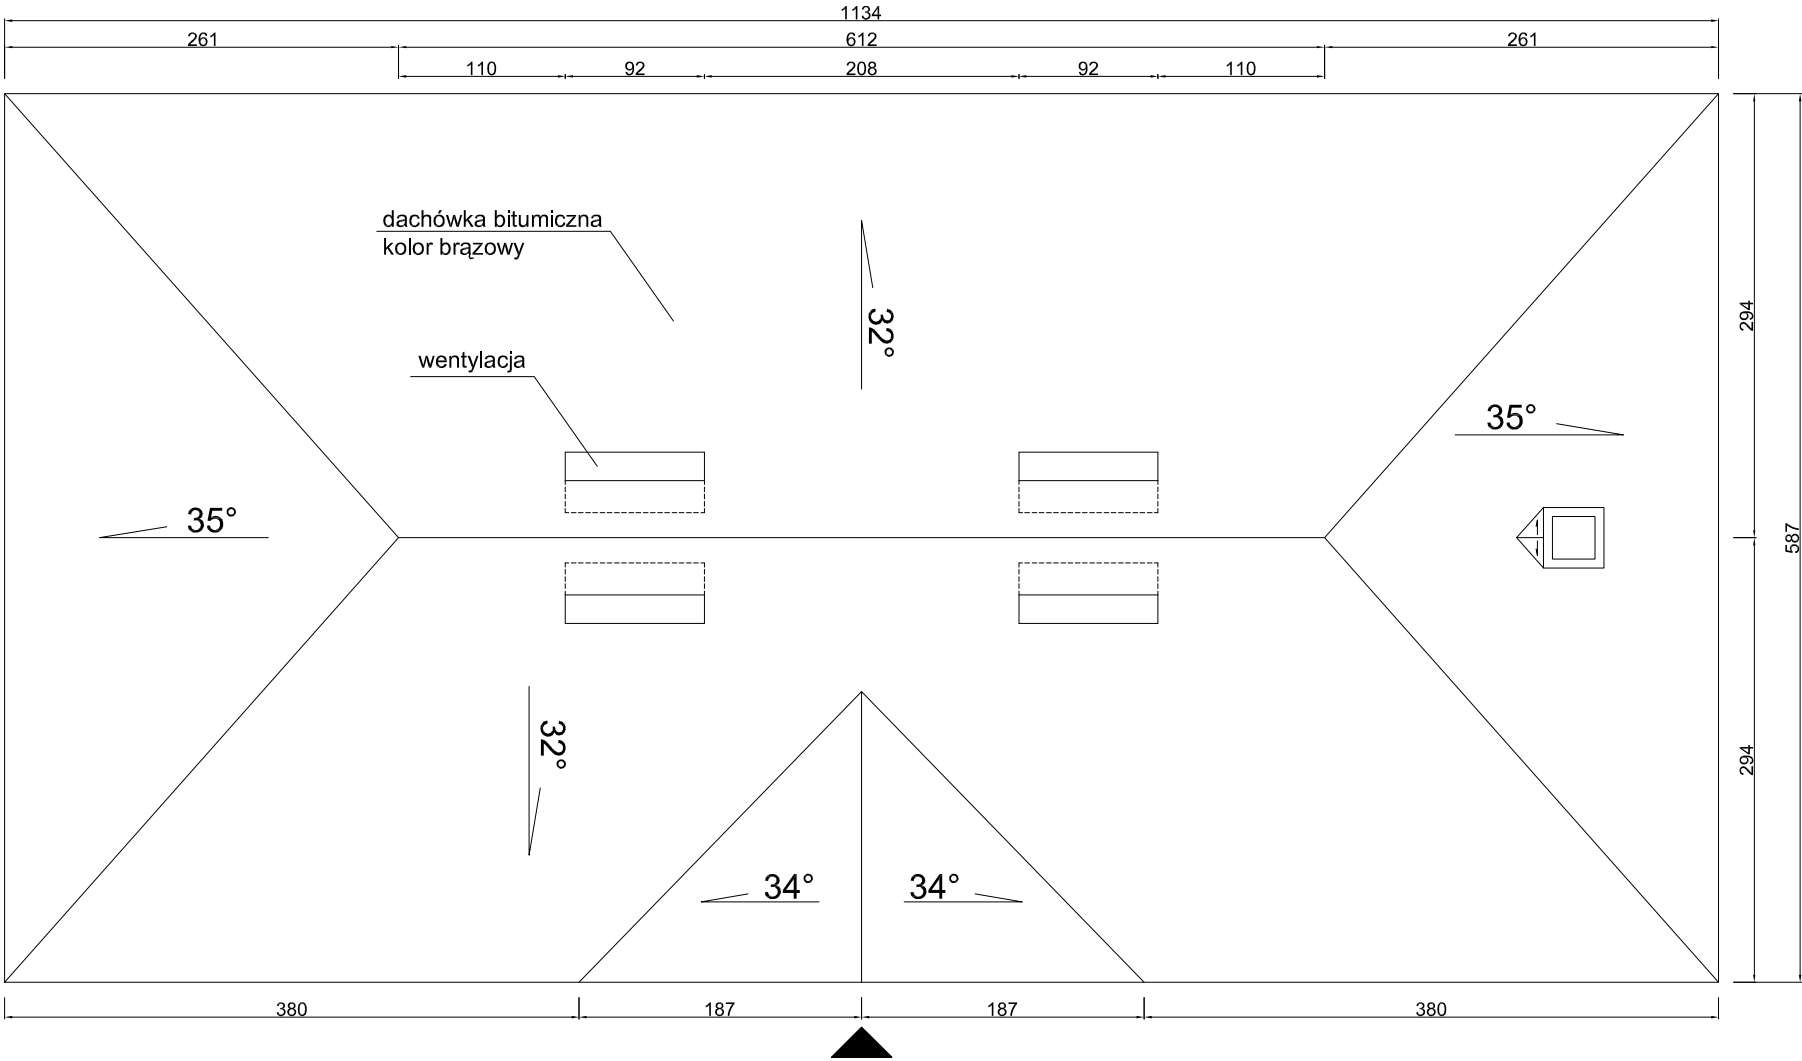 1134
261 612 261
110 92 208 92 110
dachówka bitumiczna
kolor brązowy
32°
294
wentylacja
35°
35°
587
32°
294
34° 34°
380 187 187 380